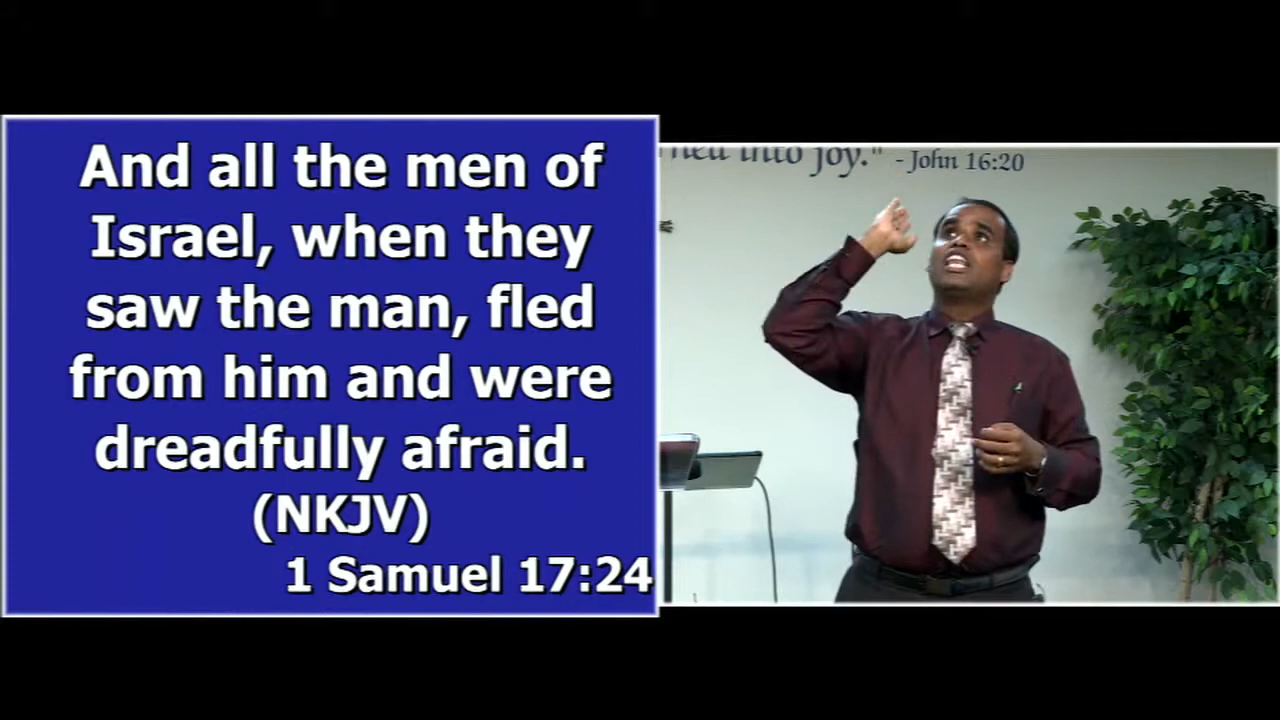 And all the men of
Israel, when they
saw the man, fled
from him and were
dreadfully afraid.
(NKJV)
1 Samuel 17:24
into joy." - John 16:20